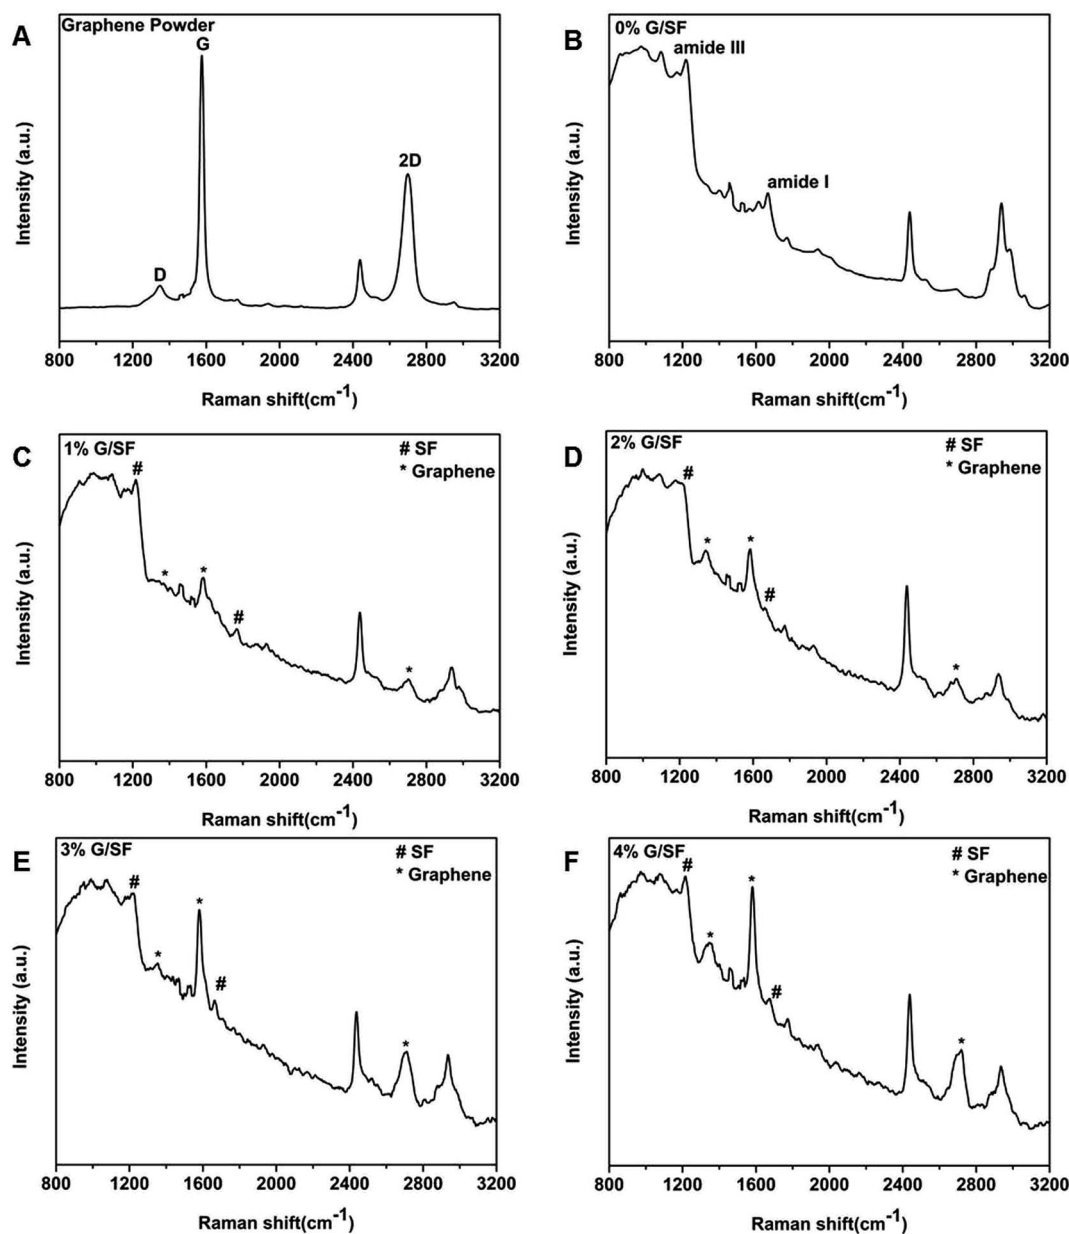 A
Graphene Powder
G
2D
D
Intensity (a.u.)
800 1200 1600 2000 2400 2800 3200
Raman shift(cm-1)
B
0% G/SF
amide III
amide I
Intensity (a.u.)
800 1200 1600 2000 2400 2800 3200
Raman shift(cm-1)
C
1% G/SF
# SF
* Graphene
#
*
*
#
*
Intensity (a.u.)
800 1200 1600 2000 2400 2800 3200
Raman shift(cm-1)
D
2% G/SF
# SF
* Graphene
#
*
*
#
*
Intensity (a.u.)
800 1200 1600 2000 2400 2800 3200
Raman shift(cm-1)
E
3% G/SF
# SF
* Graphene
#
*
*
#
*
Intensity (a.u.)
800 1200 1600 2000 2400 2800 3200
Raman shift(cm-1)
F
4% G/SF
# SF
* Graphene
#
*
*
#
*
Intensity (a.u.)
800 1200 1600 2000 2400 2800 3200
Raman shift(cm-1)